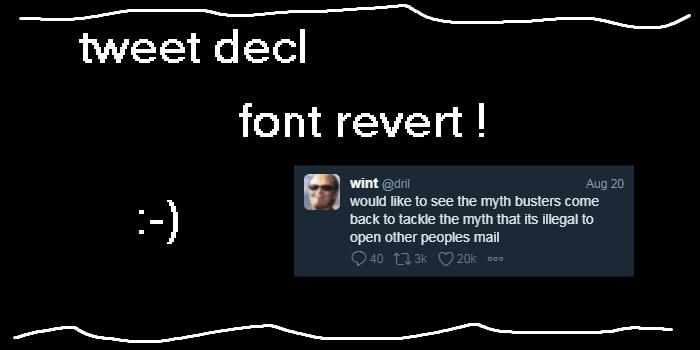 tweet decl
font revert !
:-)
wint @dril Aug 20
would like to see the myth busters come
back to tackle the myth that its illegal to
open other peoples mail
40 3k 20k